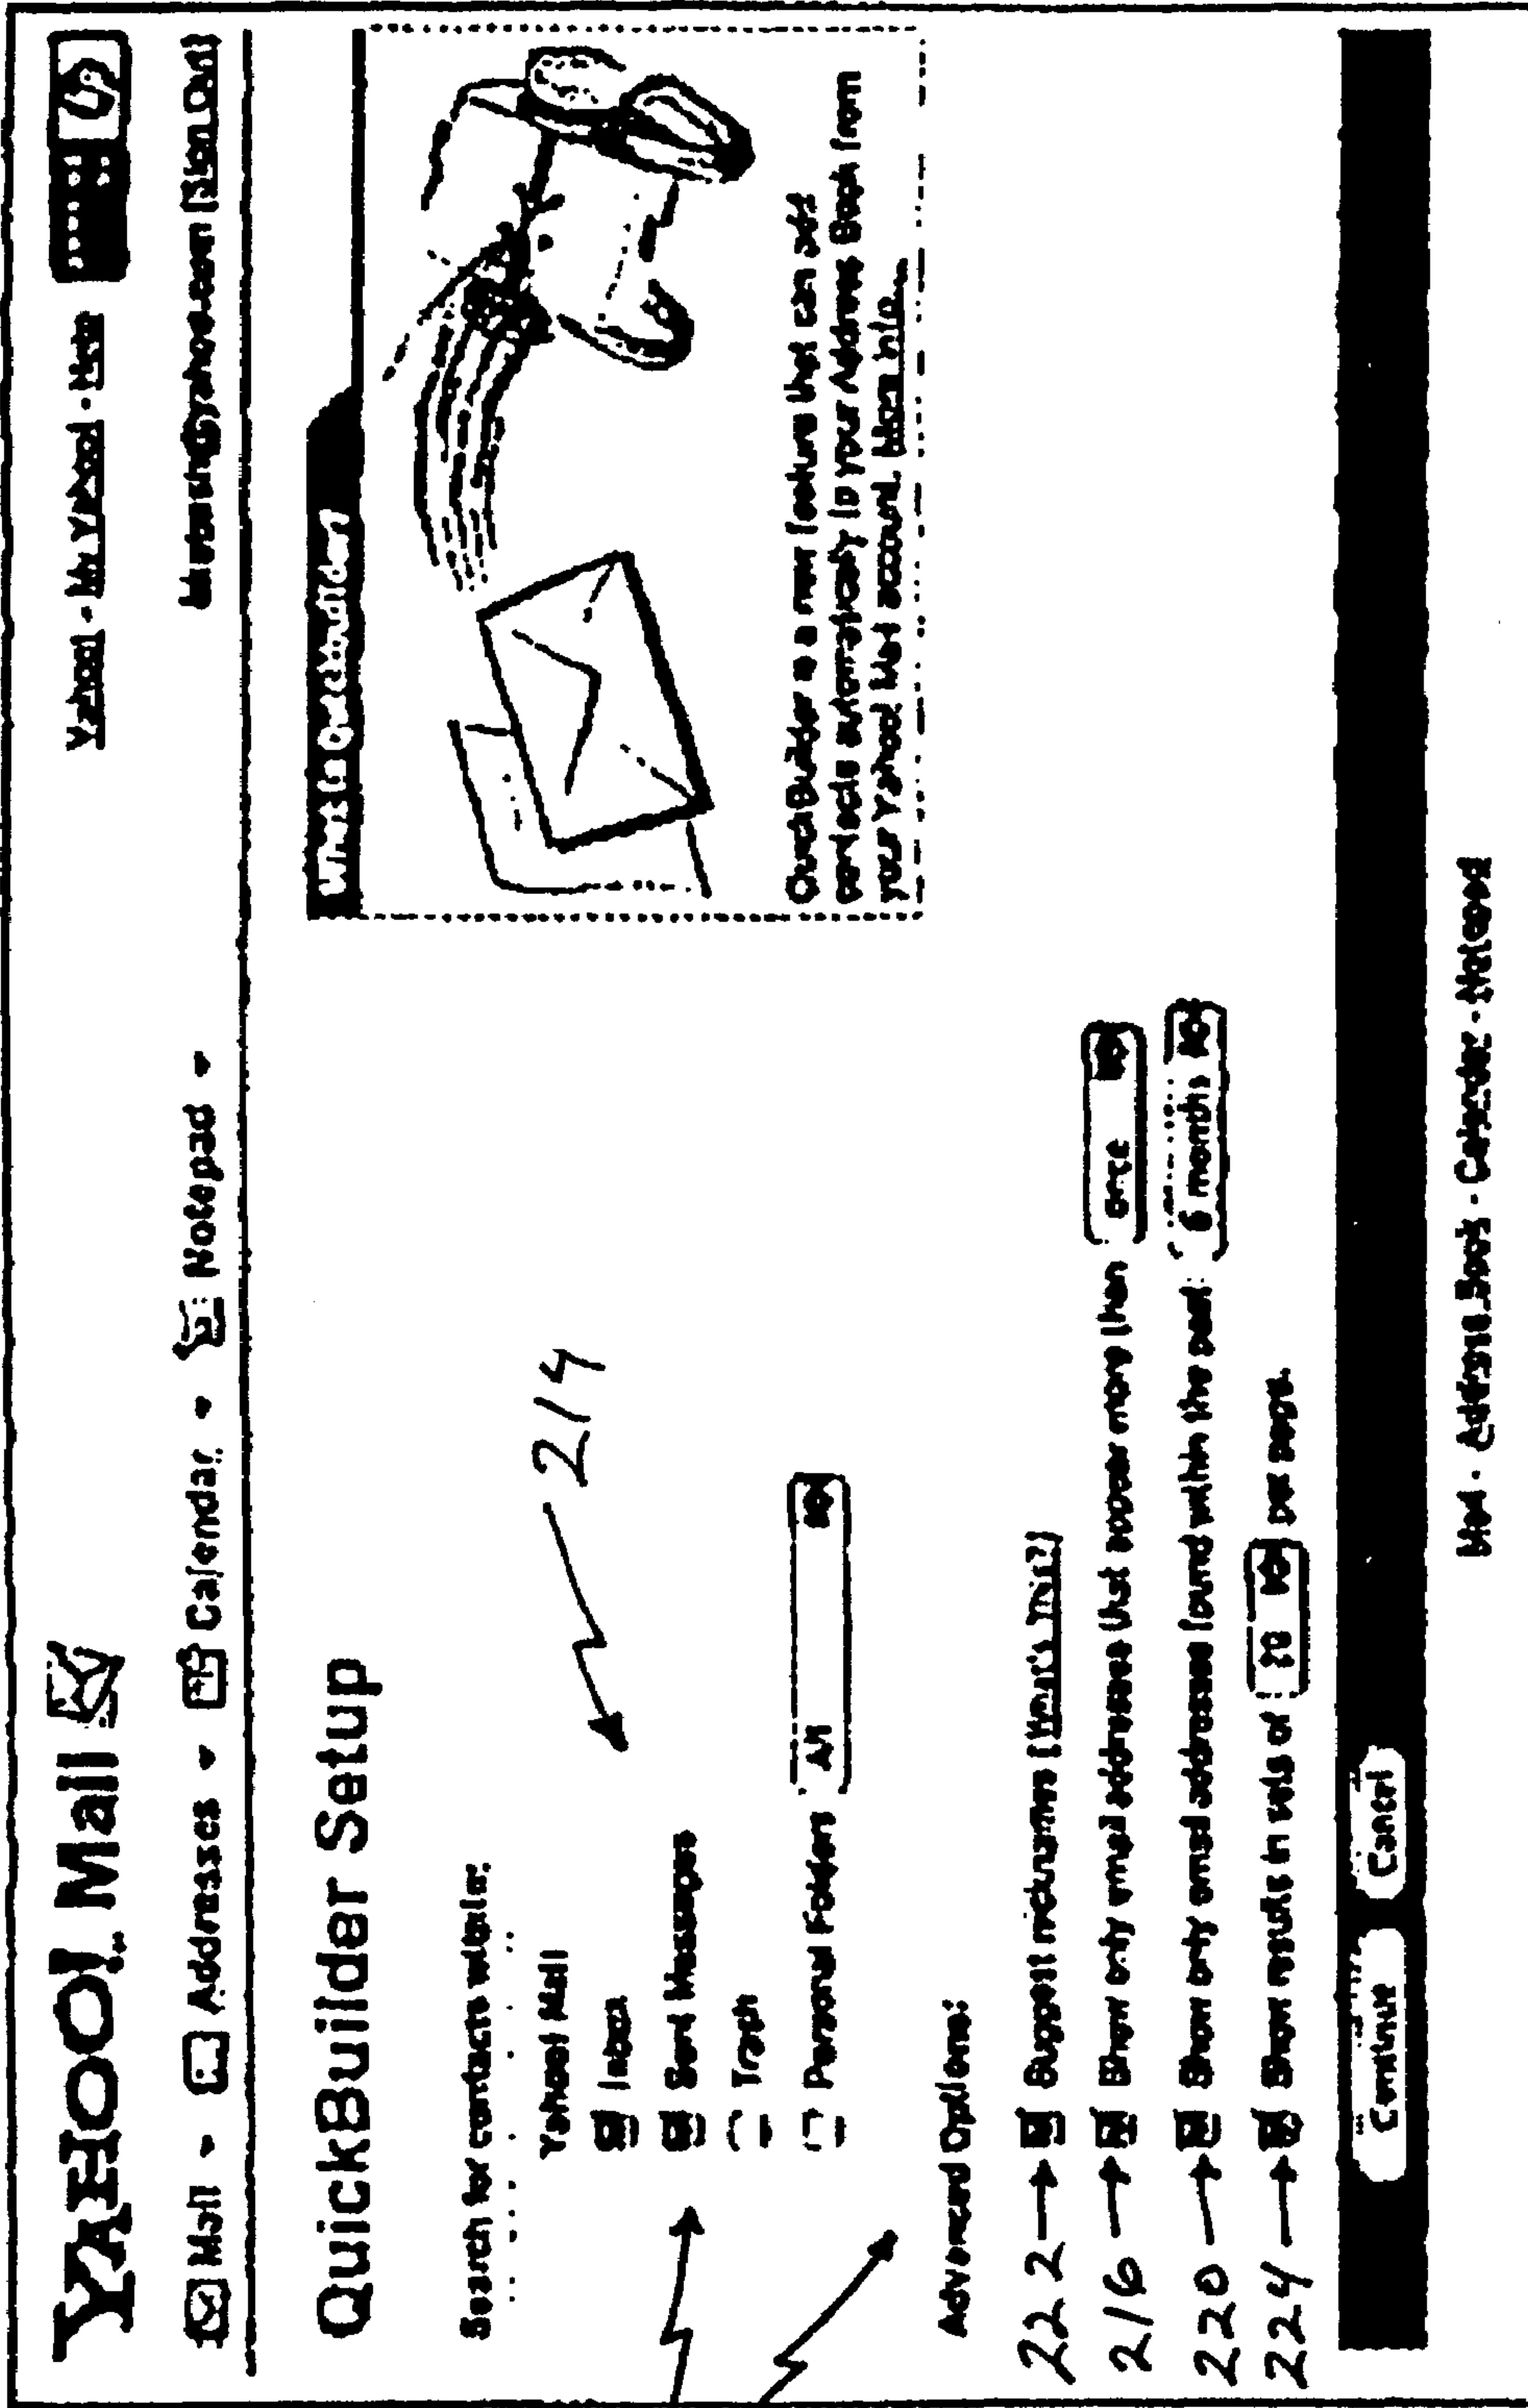 YAHOO! Mail
Yahoo! - My Yahoo! - Help
Mail Addresses Calendar Notepad
[Sign Out]
QuickBuilder Setup
What is QuickBuilder?
Search for contacts within:
214
Yahoo! Mail
Inbox
Sent Messages
Trash
Personal Folders All
QuickBuilder is a new feature that can add
contacts automatically to your Address Book from
your Yahoo! Mail account. More info...
Advanced Options:
222 Suggest nicknames
216 Show only email addresses that appear more than once
220 Show only email addresses found within the past 6 months
224 Show results in sets of per page.
Continue Cancel
Mail - Address Book - Calendar - Notepad